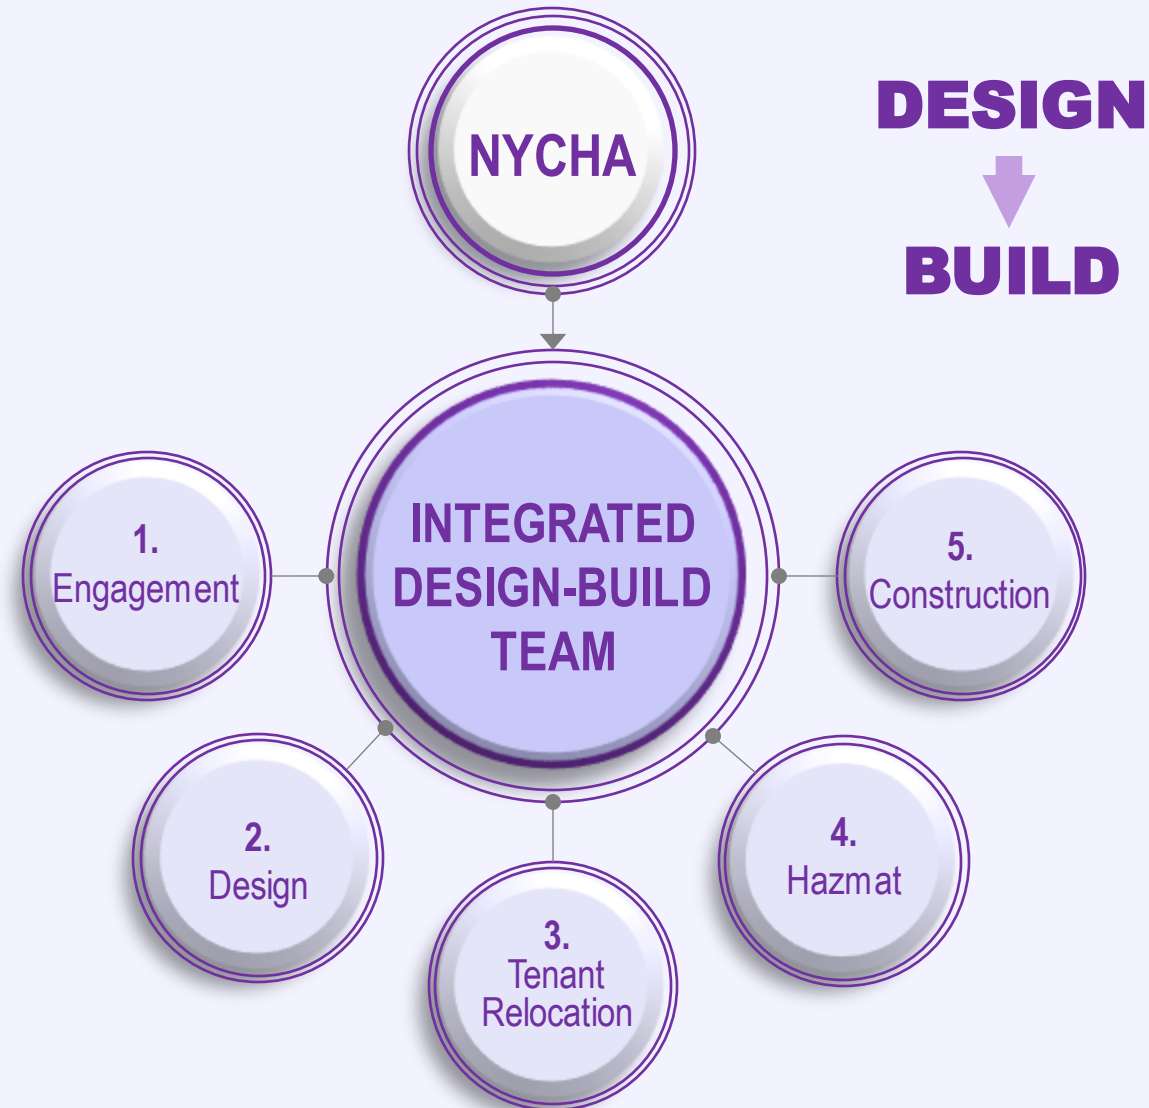 NYCHA
DESIGN
BUILD
INTEGRATED
DESIGN-BUILD
TEAM
1.
Engagement
2.
Design
3.
Tenant
Relocation
4.
Hazmat
5.
Construction